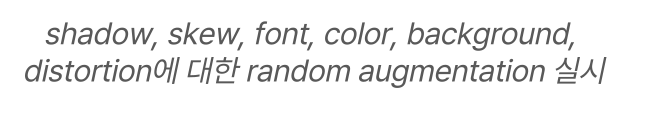 shadow, skew, font, color, background,
distortion에 대한 random augmentation 실시